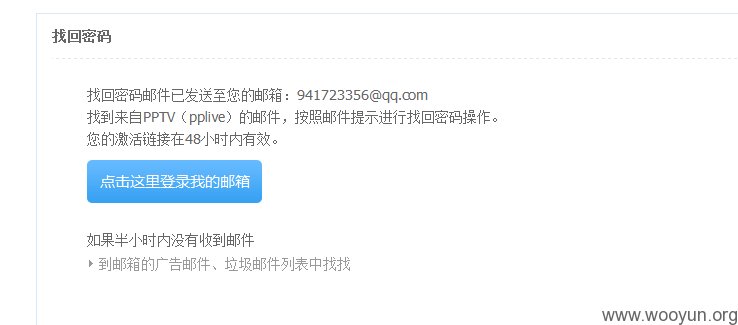 找回密码
找回密码邮件已发送至您的邮箱：941723356@qq.com
找到来自PPTV（pplive）的邮件，按照邮件提示进行找回密码操作。
您的激活链接在48小时内有效。
点击这里登录我的邮箱
如果半小时内没有收到邮件
到邮箱的广告邮件、垃圾邮件列表中找找
www.wooyun.org